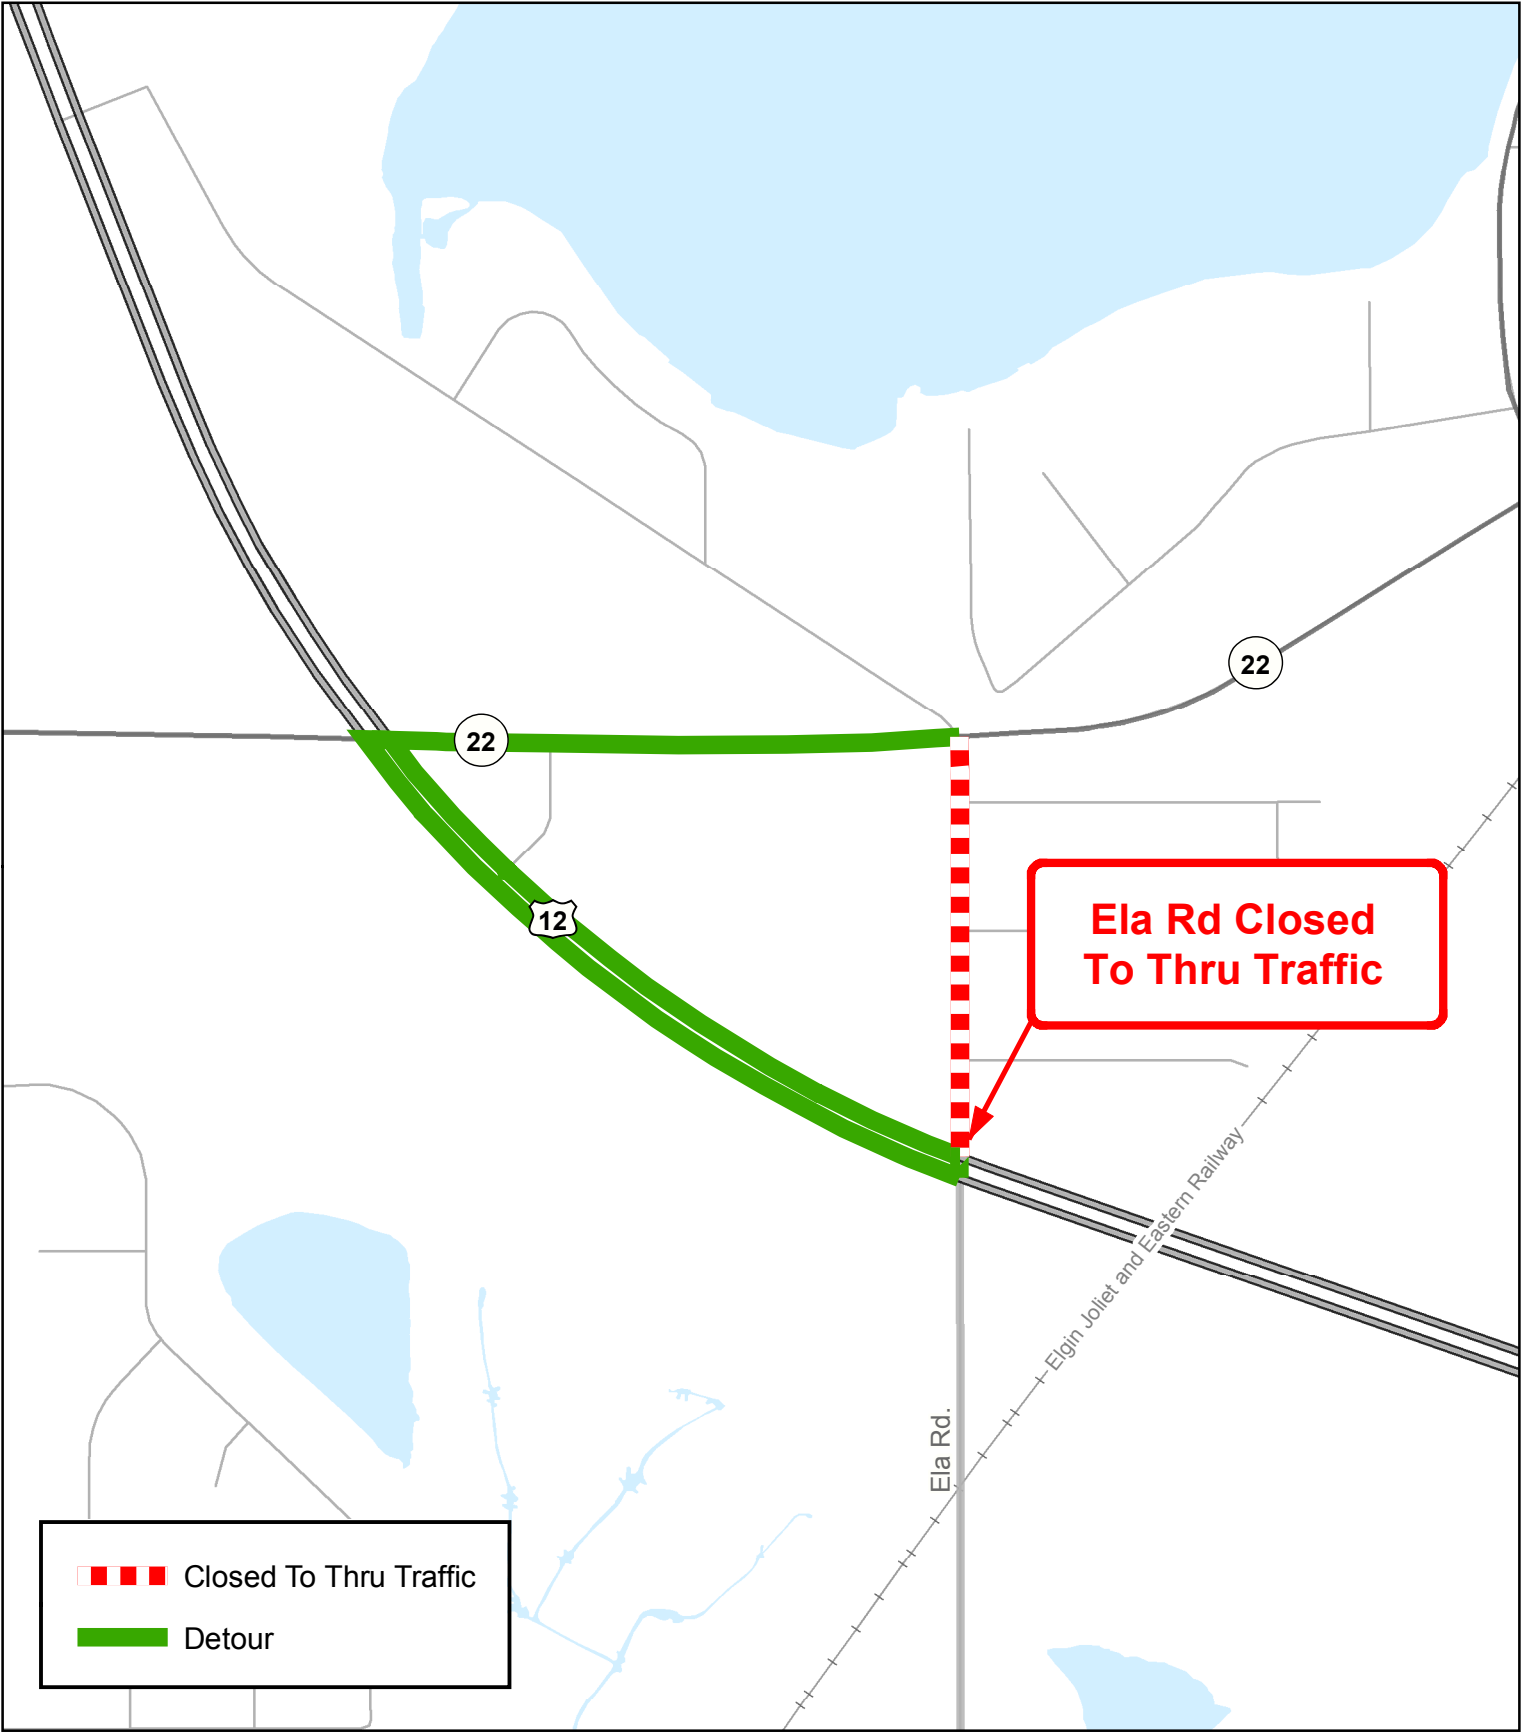 22
22
12
Ela Rd Closed
To Thru Traffic
Elgin Joliet and Eastern Railway
Ela Rd.
Closed To Thru Traffic
Detour